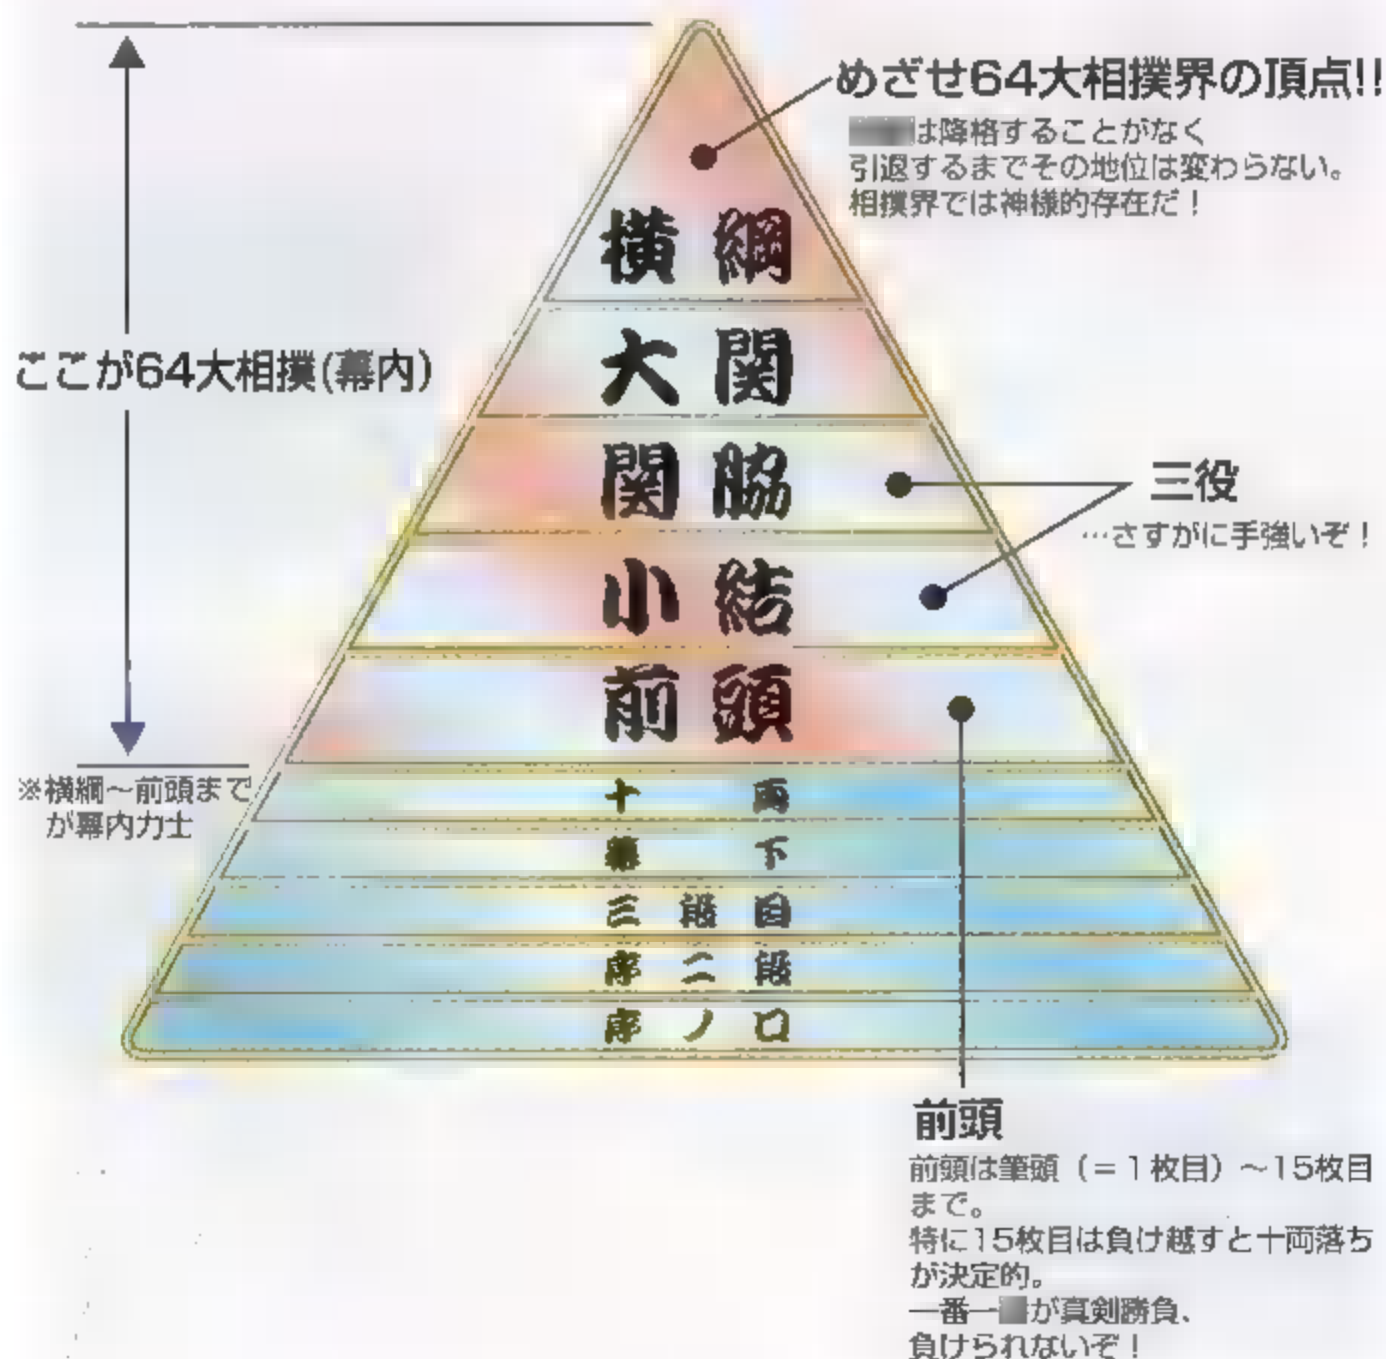 めざせ64大相撲界の頂点!!
は降格することがなく
引退するまでその地位は変わらない。
相撲界では神様的存在だ！
横綱
ここが64大相撲(幕内)
大関
関脇
三役
…さすがに手強いぞ！
小結
前頭
※横綱～前頭まで
が幕内力士
十両
幕下
三段目
序二段
序ノ口
前頭
前頭は筆頭（＝1枚目）～15枚目
まで。
特に15枚目は負け越すと十両落ち
が決定的。
一番一が真剣勝負、
負けられないぞ！